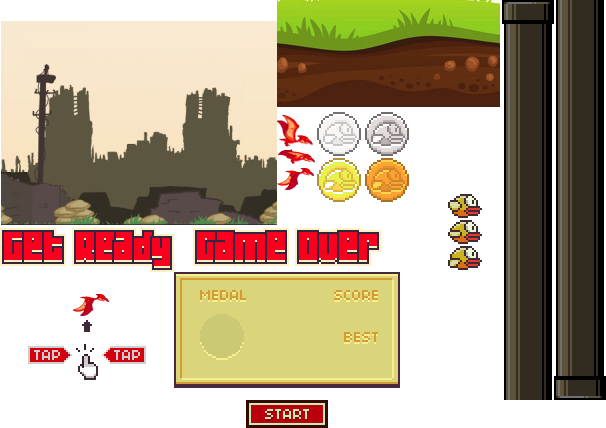 Get Ready
Game Over
MEDAL
SCORE
BEST
TAP
TAP
START